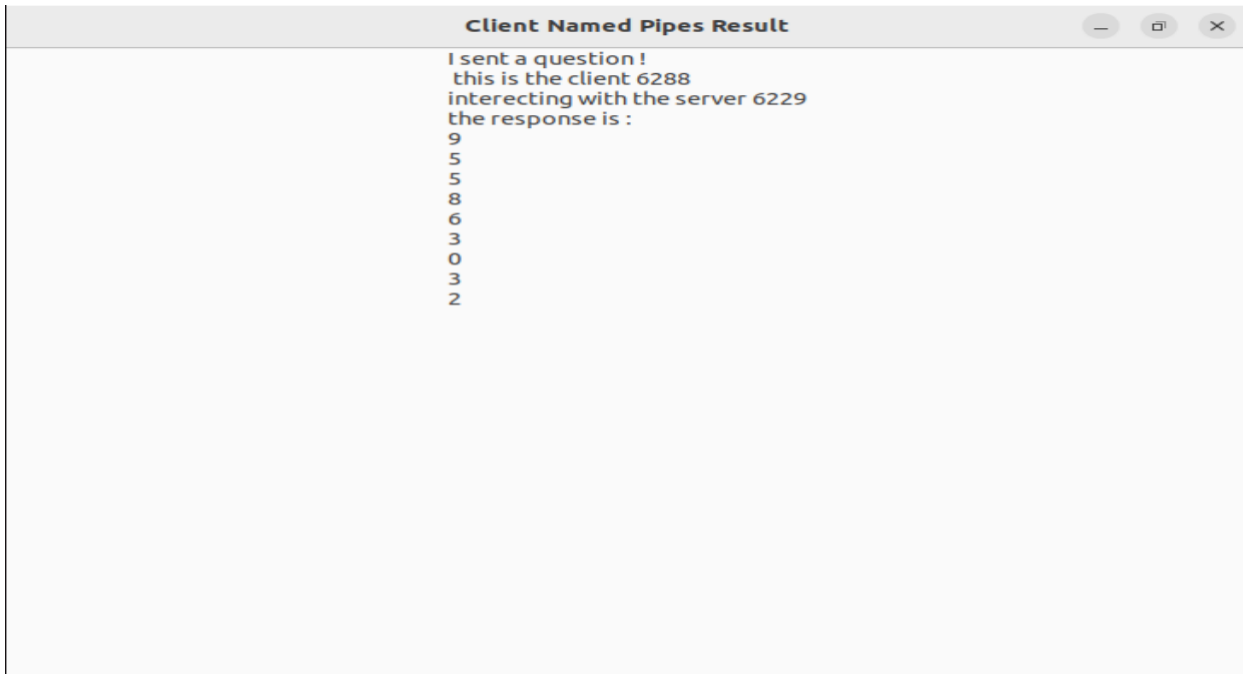 Client Named Pipes Result
I sent a question !
this is the client 6288
interecting with the server 6229
the response is :
9
5
5
8
6
3
0
3
2